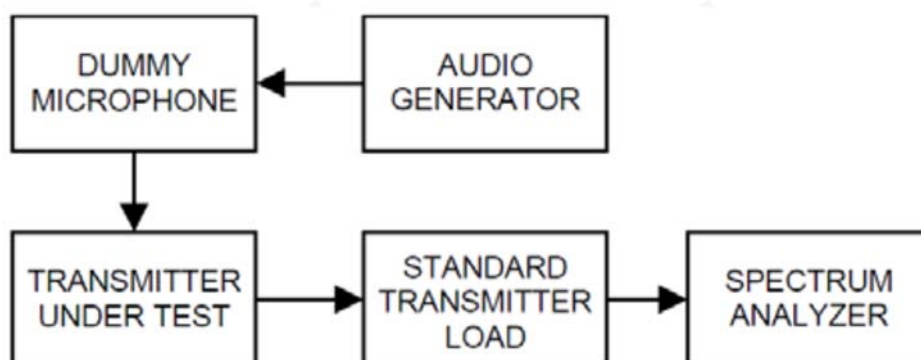 DUMMY
MICROPHONE
AUDIO
GENERATOR
TRANSMITTER
UNDER TEST
STANDARD
TRANSMITTER
LOAD
SPECTRUM
ANALYZER